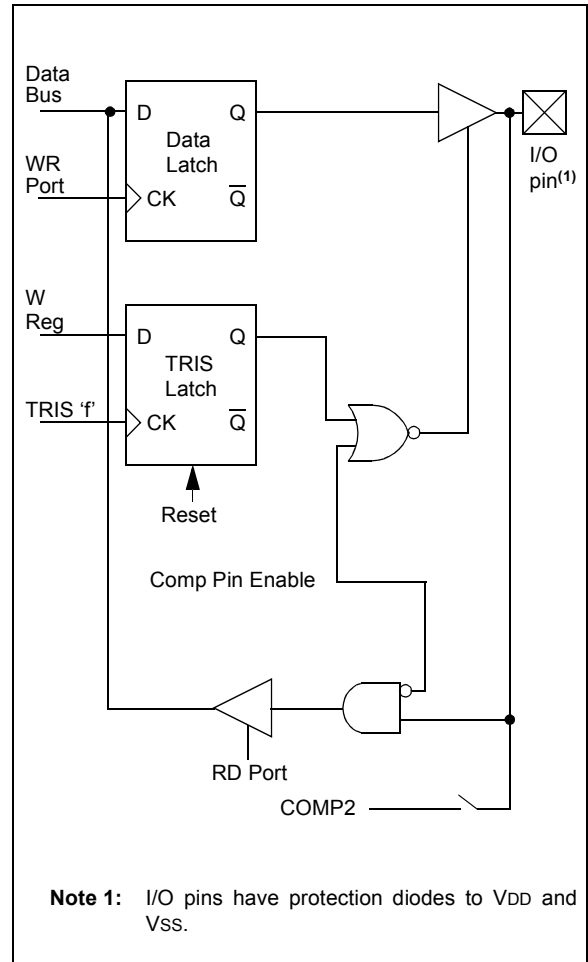 Data
Bus
D
Q
Data
Latch
WR
Port
CK
Q
I/O
pin(1)
W
Reg
D
Q
TRIS
Latch
TRIS ‘f’
CK
Q
Reset
Comp Pin Enable
RD Port
COMP2
Note 1: I/O pins have protection diodes to VDD and
VSS.